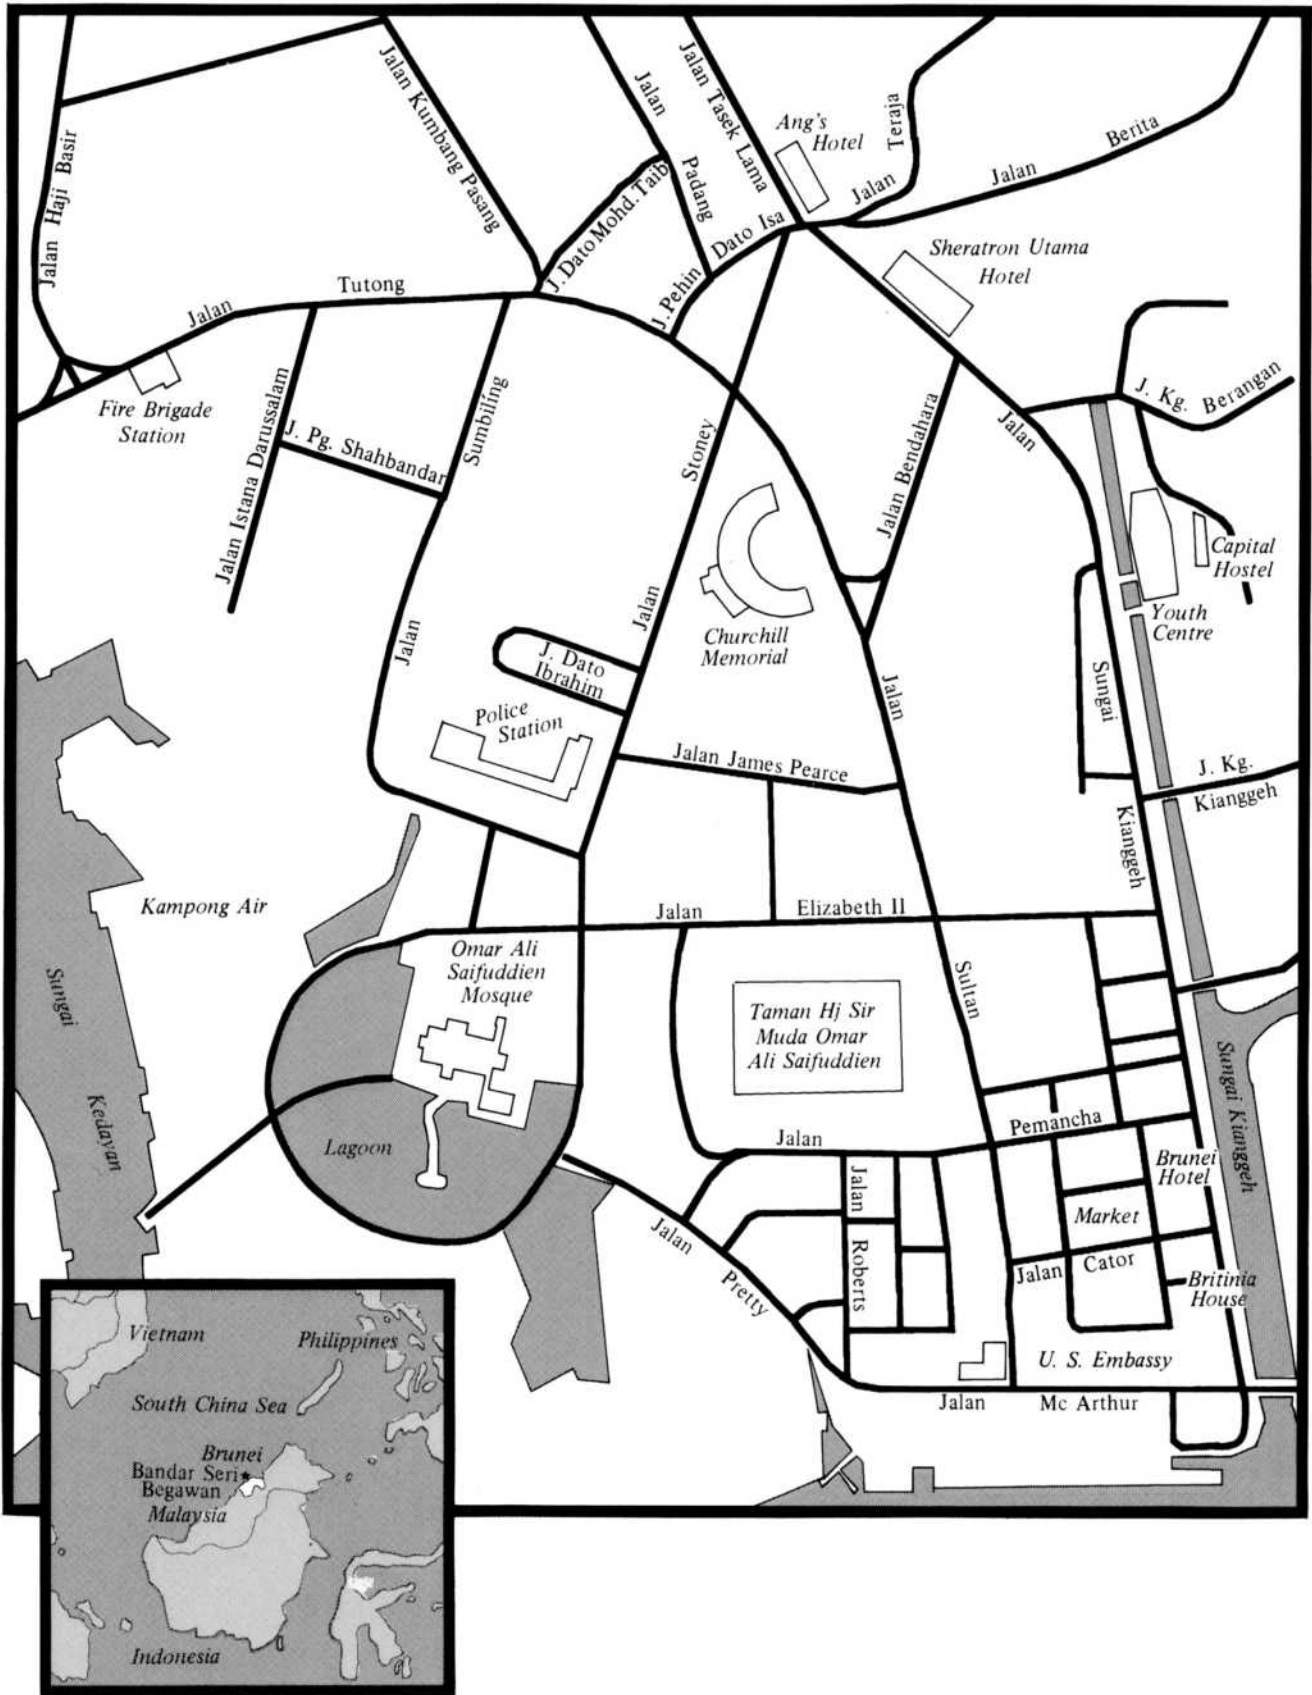 Jalan Haji Basir
Jalan Kumbang Pasang
Jalan
Padang
Jalan Tasek Lama
Ang's
Hotel
Jalan
Teraja
Jalan
Berita
J. Dato Mohd. Taib
J. Pehin
Dato Isa
Sheratron Utama
Hotel
Jalan
Tutong
Fire Brigade
Station
Jalan Istana Darussalam
J. Pg. Shahbandar
Sumbiling
Jalan
Stoney
Jalan
Jalan Bendahara
Jalan
J. Kg. Berangan
Capital
Hostel
Youth
Centre
Churchill
Memorial
J. Dato
Ibrahim
Police
Station
Jalan
Sungai
Kianggeh
Jalan James Pearce
J. Kg.
Kianggeh
Kampong Air
Jalan
Elizabeth II
Omar Ali
Saifuddien
Mosque
Sultan
Taman Hj Sir
Muda Omar
Ali Saifuddien
Sungai
Kedayan
Lagoon
Jalan
Pemancha
Sungai Kianggeh
Brunei
Hotel
Jalan
Roberts
Market
Jalan
Pretty
Jalan
Cator
Britinia
House
U. S. Embassy
Jalan
Mc Arthur
Vietnam
Philippines
South China Sea
Brunei
Bandar Seri
Begawan
Malaysia
Indonesia